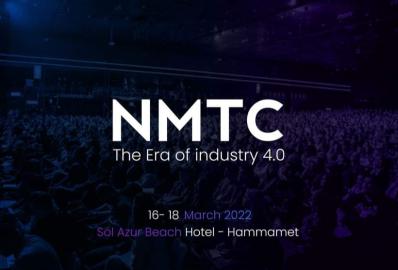 NMTC
The Era of industry 4.0
16- 18 March 2022
Sol Azur Beach Hotel - Hammamet